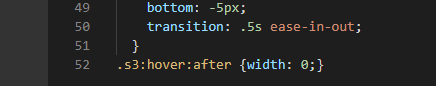 49 bottom: -5px;
50 transition: .5s ease-in-out;
51 }
52 .s3:hover:after {width: 0;}